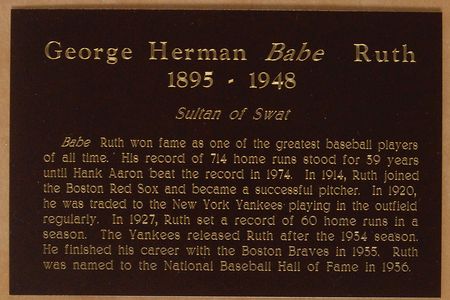 George Herman Babe Ruth
1895 - 1948
Sultan of Swat
Babe Ruth won fame as one of the greatest baseball players
of all time. His record of 714 home runs stood for 39 years
until Hank Aaron beat the record in 1974. In 1914, Ruth joined
the Boston Red Sox and became a successful pitcher. In 1920,
he was traded to the New York Yankees playing in the outfield
regularly. In 1927, Ruth set a record of 60 home runs in a
season. The Yankees released Ruth after the 1934 season.
He finished his career with the Boston Braves in 1935. Ruth
was named to the National Baseball Hall of Fame in 1936.